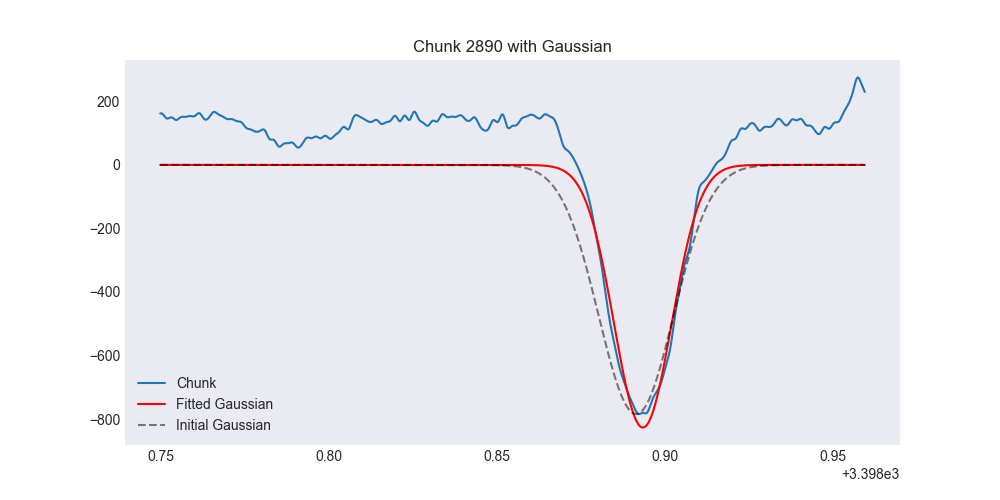 Chunk 2890 with Gaussian
200
0
−200
−400
−600
−800
Chunk
Fitted Gaussian
Initial Gaussian
0.75 0.80 0.85 0.90 0.95
+3.398e3